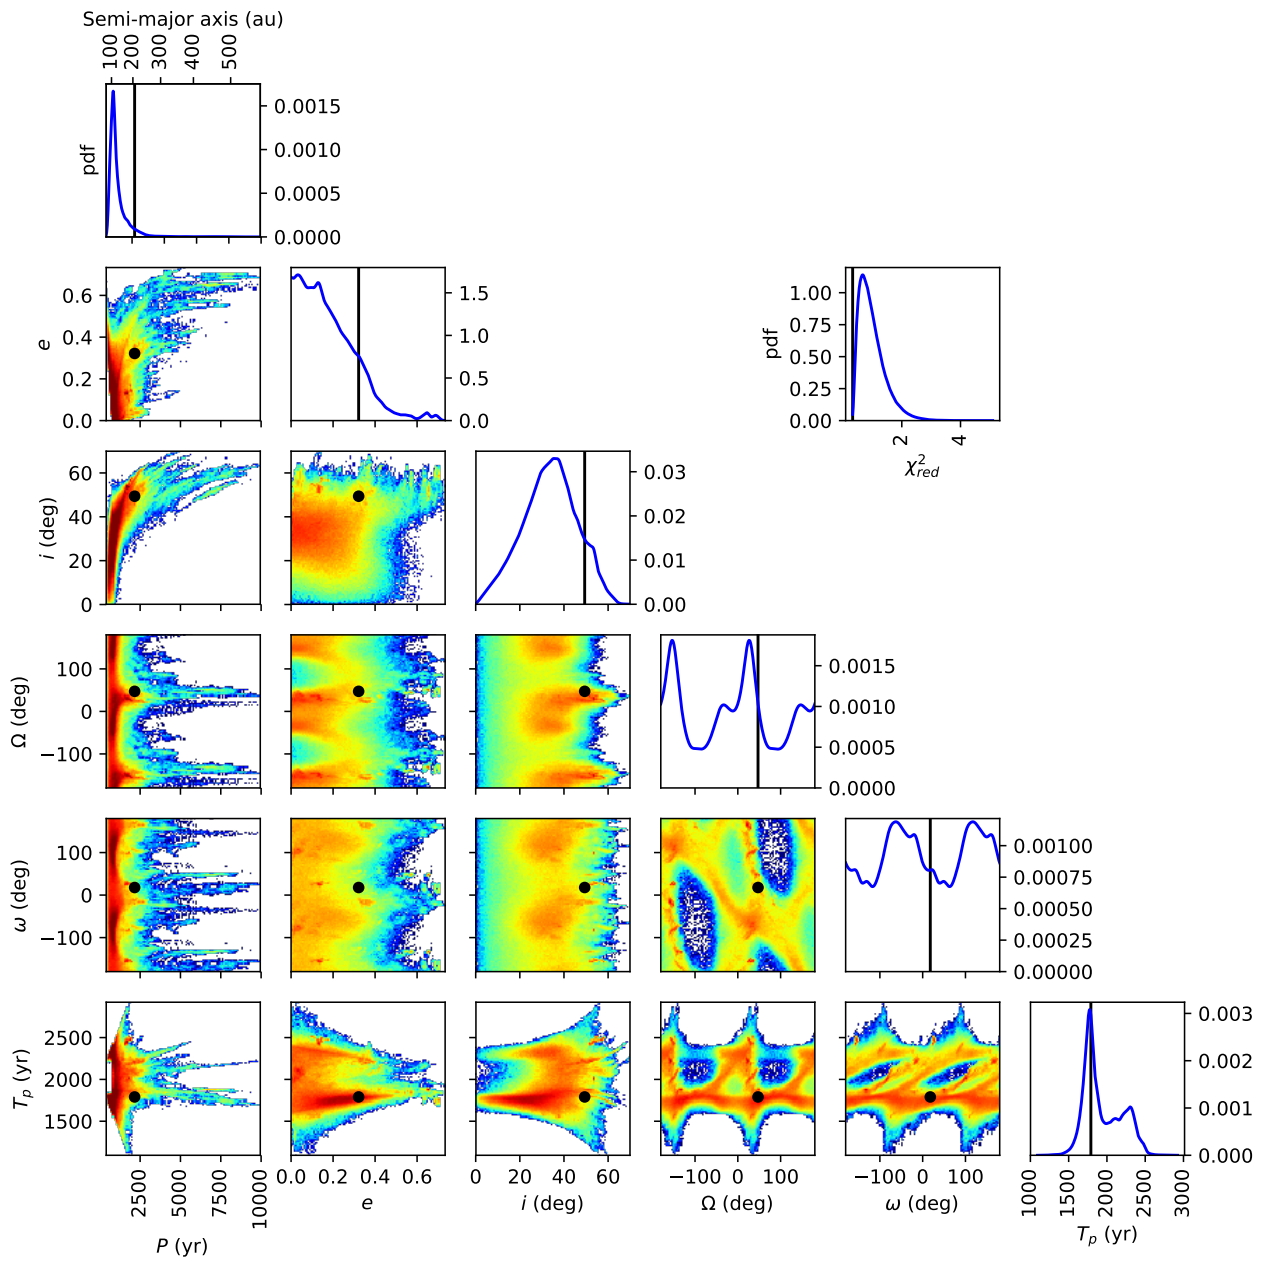 Semi-major axis (au)
100 200 300 400 500
pdf
0.0015
0.0010
0.0005
0.0000
e
0.6
0.4
0.2
0.0
1.5
1.0
0.5
0.0
pdf
1.00
0.75
0.50
0.25
0.00
2 4
χ²red
i (deg)
60
40
20
0
0.03
0.02
0.01
0.00
Ω (deg)
100
0
−100
0.0015
0.0010
0.0005
0.0000
ω (deg)
100
0
−100
0.00100
0.00075
0.00050
0.00025
0.00000
Tp (yr)
2500
2000
1500
0.003
0.002
0.001
0.000
2500 5000 7500 10000
P (yr)
0.0 0.2 0.4 0.6
e
0 20 40 60
i (deg)
−100 0 100
Ω (deg)
−100 0 100
ω (deg)
1000 1500 2000 2500 3000
Tp (yr)